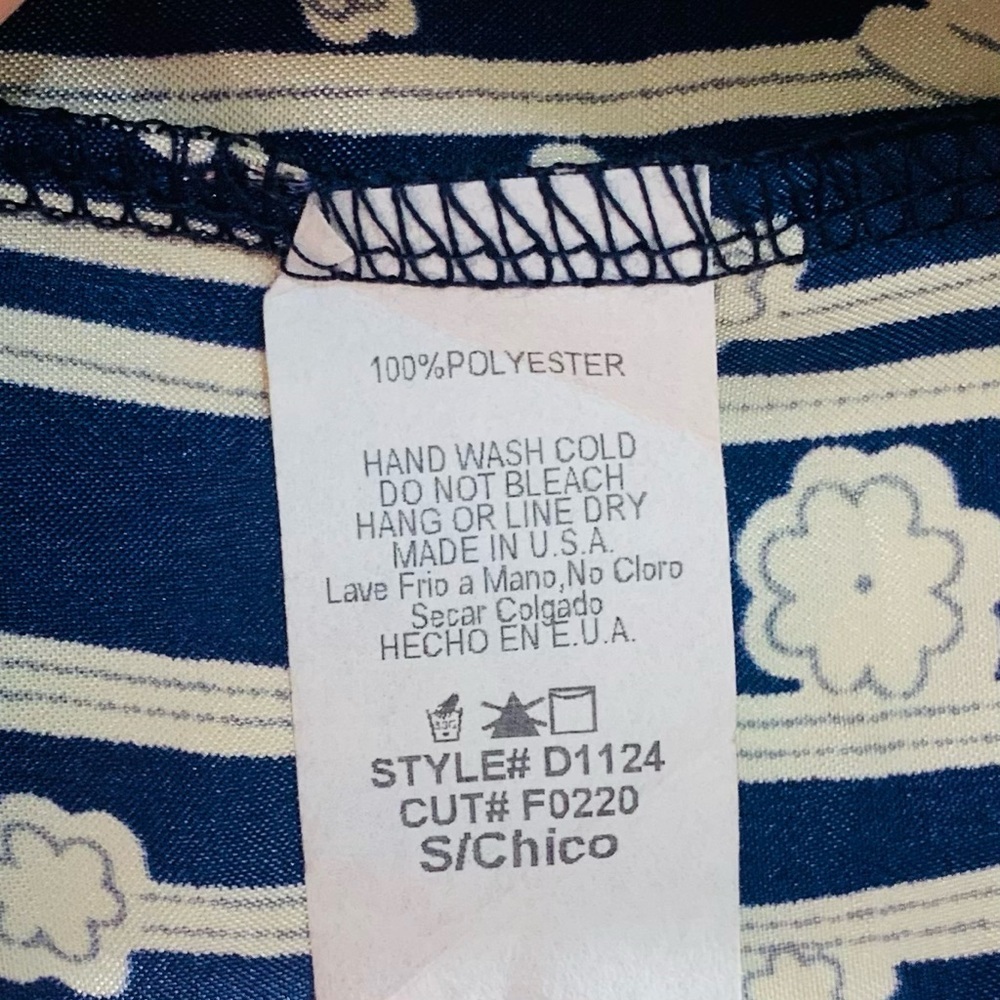 100%POLYESTER
HAND WASH COLD
DO NOT BLEACH
HANG OR LINE DRY
MADE IN U.S.A.
Lave Frio a Mano,No Cloro
Secar Colgado
HECHO EN E.U.A.
STYLE# D1124
CUT# F0220
S/Chico